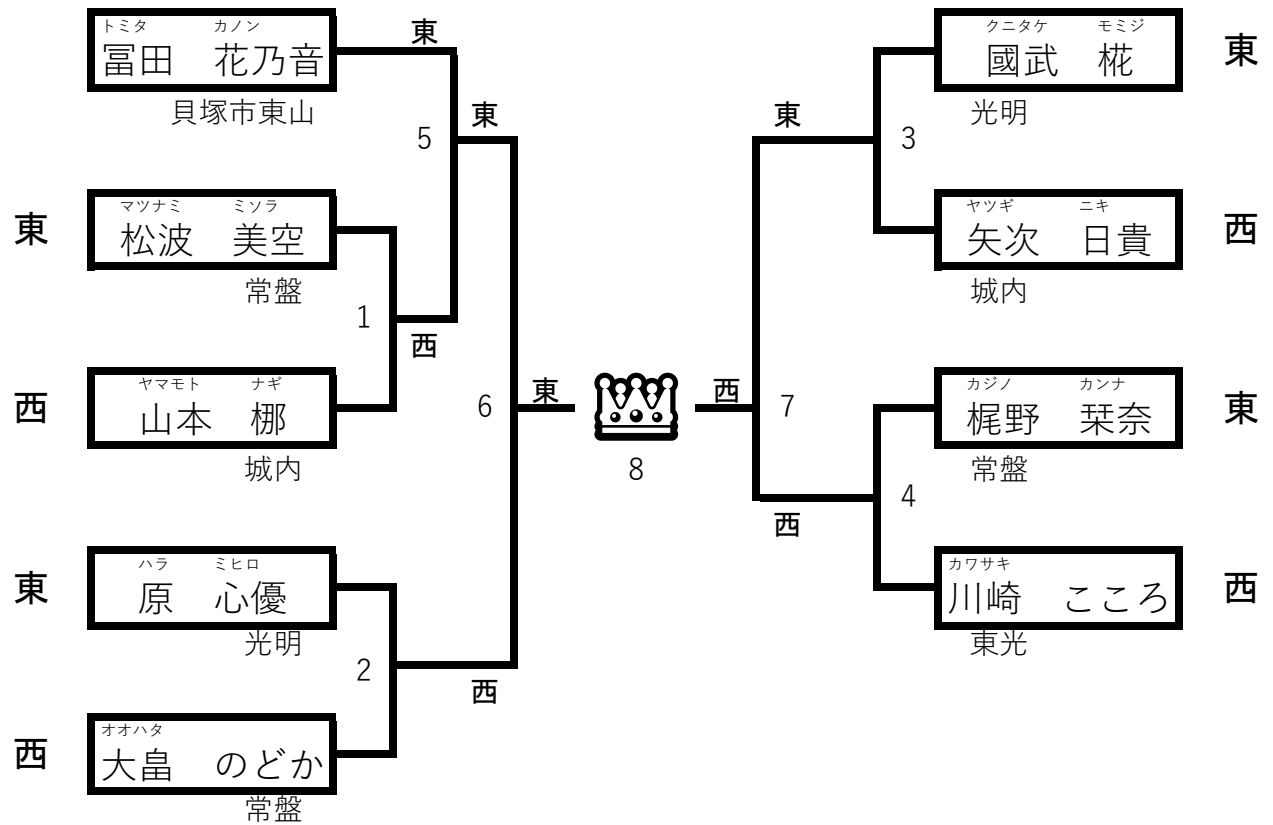 トミタ カノン
冨田 花乃音
貝塚市東山
東
5
東
東
マツナミ ミソラ
松波 美空
常盤
1
西
西
ヤマモト ナギ
山本 梛
城内
6
東
東
ハラ ミヒロ
原 心優
光明
2
西
西
オオハタ
大畠 のどか
常盤
8
クニタケ モミジ
國武 椛
東
光明
東
3
ヤツギ ニキ
矢次 日貴
西
城内
西
7
カジノ カンナ
梶野 栞奈
東
常盤
4
西
カワサキ
川崎 こころ
西
東光